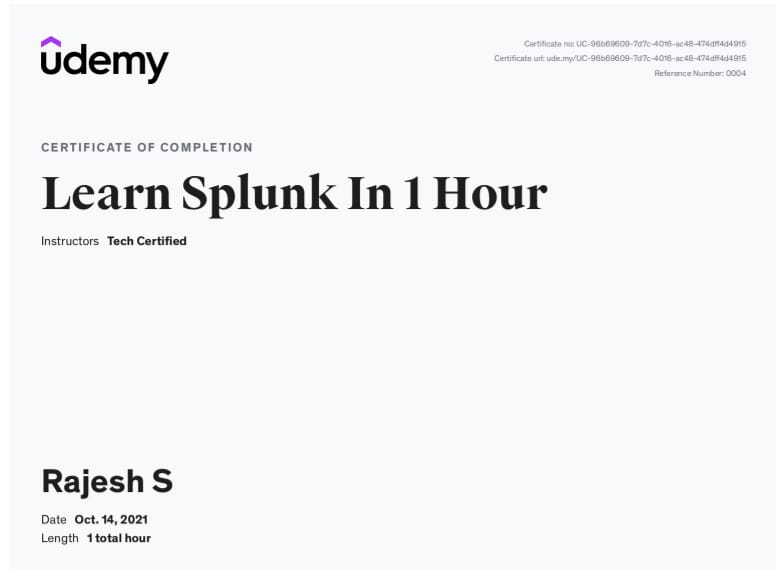 udemy
Certificate no: UC-96b69609-7d7c-4016-ac48-474dff4d4915
Certificate url: ude.my/UC-96b69609-7d7c-4016-ac48-474dff4d4915
Reference Number: 0004
CERTIFICATE OF COMPLETION
Learn Splunk In 1 Hour
Instructors Tech Certified
Rajesh S
Date Oct. 14, 2021
Length 1 total hour